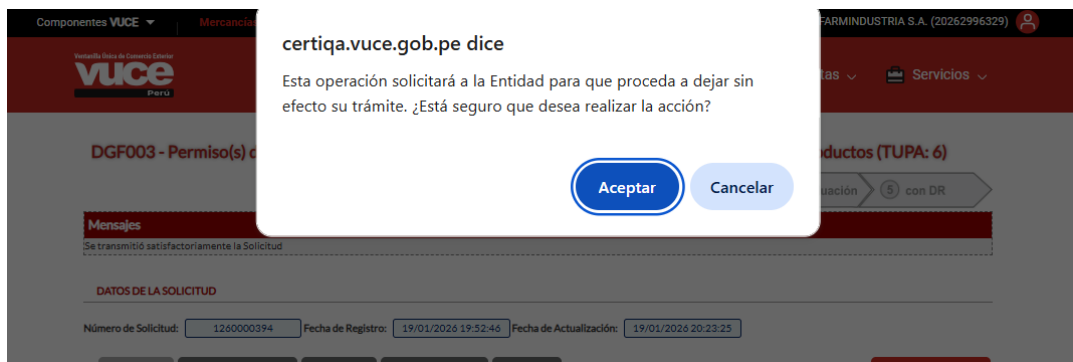 Componentes VUCE
Mercancías
FARMINDUSTRIA S.A. (20262996329)
certiqa.vuce.gob.pe dice
Esta operación solicitará a la Entidad para que proceda a dejar sin
efecto su trámite. ¿Está seguro que desea realizar la acción?
Aceptar
Cancelar
Ventanilla Única de Comercio Exterior
vuce
Perú
Servicios
DGF003 - Permiso(s)
(TUPA: 6)
5 con DR
Mensajes
Se transmitió satisfactoriamente la Solicitud
DATOS DE LA SOLICITUD
Número de Solicitud: 1260000394 Fecha de Registro: 19/01/2026 19:52:46 Fecha de Actualización: 19/01/2026 20:23:25